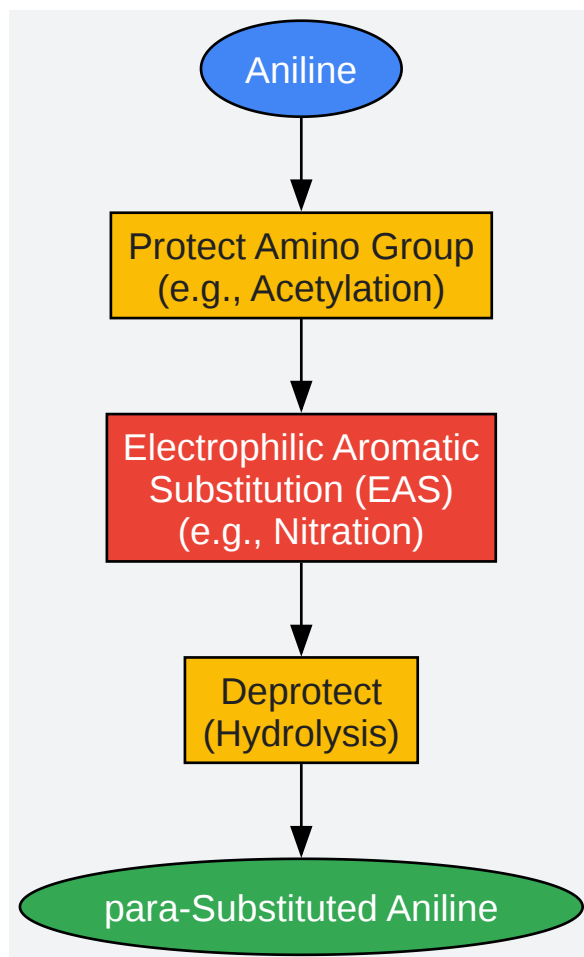 Aniline
Protect Amino Group
(e.g., Acetylation)
Electrophilic Aromatic
Substitution (EAS)
(e.g., Nitration)
Deprotect
(Hydrolysis)
para-Substituted Aniline